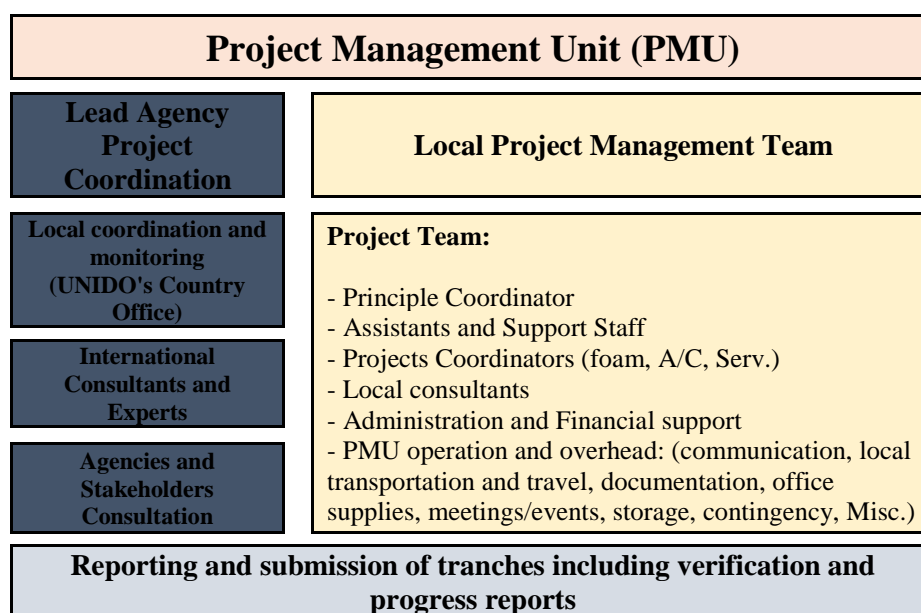 Project Management Unit (PMU)
Lead Agency
Project
Coordination
Local Project Management Team
Local coordination and
monitoring
(UNIDO's Country
Office)
International
Consultants and
Experts
Agencies and
Stakeholders
Consultation
Project Team:
- Principle Coordinator
- Assistants and Support Staff
- Projects Coordinators (foam, A/C, Serv.)
- Local consultants
- Administration and Financial support
- PMU operation and overhead: (communication, local
transportation and travel, documentation, office
supplies, meetings/events, storage, contingency, Misc.)
Reporting and submission of tranches including verification and
progress reports